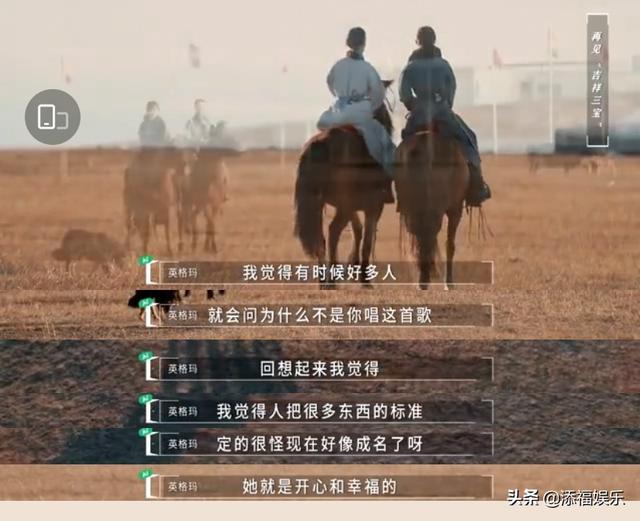 再见，吉祥三宝。
英格玛 我觉得有时候好多人
英格玛 就会问为什么不是你唱这首歌
英格玛 回想起来我觉得
英格玛 我觉得人把很多东西的标准
英格玛 定的很怪现在好像成名了呀
英格玛 她就是开心和幸福的
头条 @添福娱乐